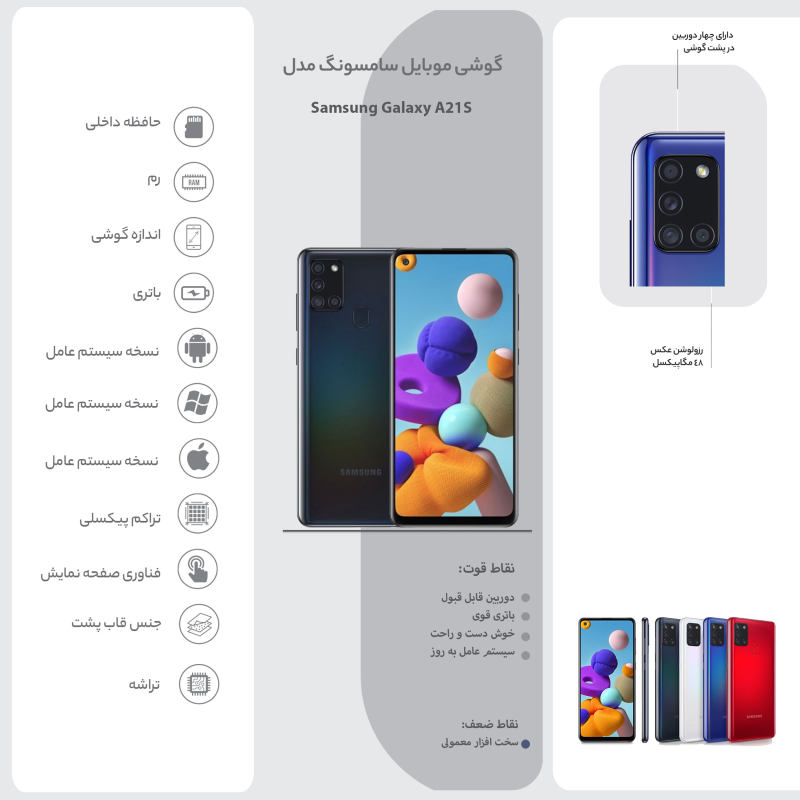 دارای چهار دوربین
در پشت گوشی
رزولوشن عکس
٤٨ مگاپیکسل
گوشی موبایل سامسونگ مدل
Samsung Galaxy A21S
SAMSUNG
نقاط قوت:
دوربین قابل قبول
باتری قوی
خوش دست و راحت
سیستم عامل به روز
نقاط ضعف:
سخت افزار معمولی
حافظه داخلی
رم
RAM
اندازه گوشی
باتری
نسخه سیستم عامل
نسخه سیستم عامل
نسخه سیستم عامل
تراکم پیکسلی
فناوری صفحه نمایش
جنس قاب پشت
تراشه
SAMSUNG